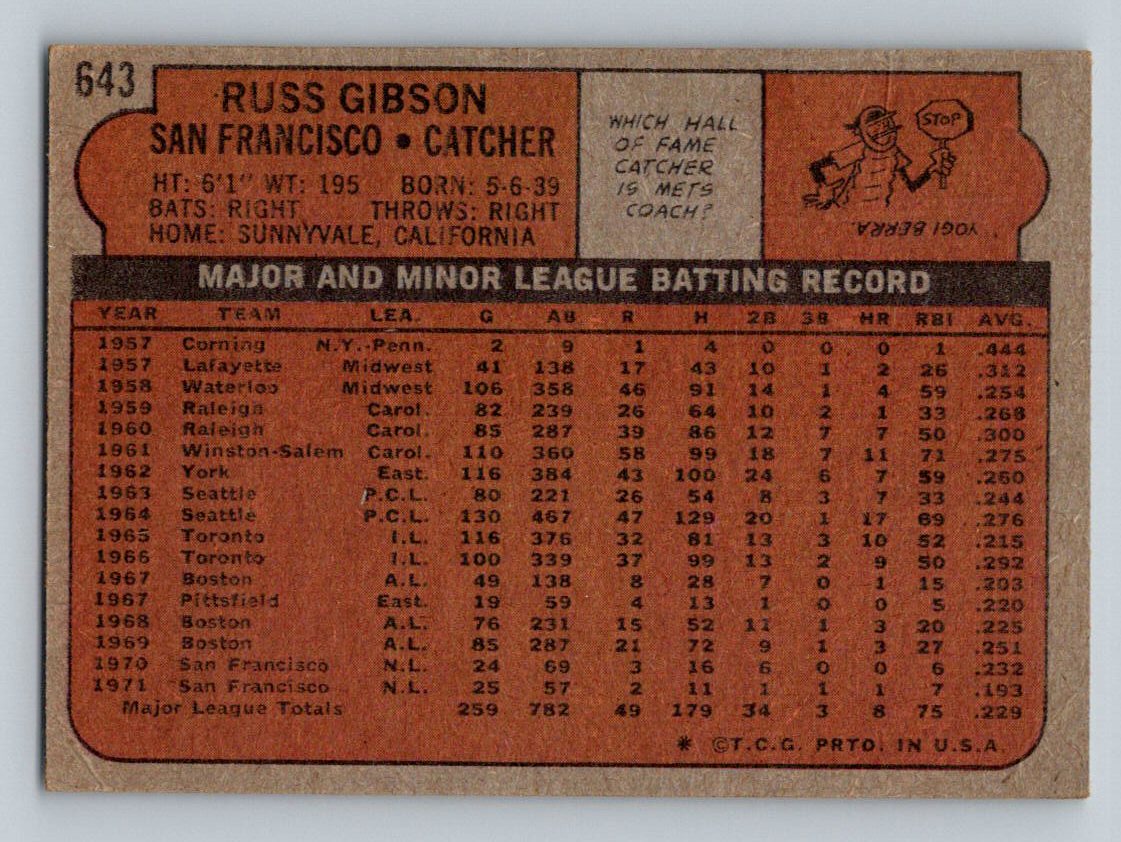 643
RUSS GIBSON
SAN FRANCISCO • CATCHER
HT: 6'1" WT: 195 BORN: 5-6-39
BATS: RIGHT THROWS: RIGHT
HOME: SUNNYVALE, CALIFORNIA
WHICH HALL
OF FAME
CATCHER
IS METS
COACH?
STOP
YOGI BERRA.
MAJOR AND MINOR LEAGUE BATTING RECORD
YEAR TEAM LEA. G AB R H 2B 3B HR RBI AVG.
1957 Corning N.Y.-Penn. 2 9 1 4 0 0 0 1 .444
1957 Lafayette Midwest 41 138 17 43 10 1 2 26 .312
1958 Waterloo Midwest 106 358 46 91 14 1 4 59 .254
1959 Raleigh Carol. 82 239 26 64 10 2 1 33 .268
1960 Raleigh Carol. 85 287 39 86 12 7 7 50 .300
1961 Winston-Salem Carol. 110 360 58 99 18 7 11 71 .275
1962 York East. 116 384 43 100 24 6 7 59 .260
1963 Seattle P.C.L. 80 221 26 54 8 3 7 33 .244
1964 Seattle P.C.L. 130 467 47 129 20 1 17 69 .276
1965 Toronto I.L. 116 376 32 81 13 3 10 52 .215
1966 Toronto I.L. 100 339 37 99 13 2 9 50 .292
1967 Boston A.L. 49 138 8 28 7 0 1 15 .203
1967 Pittsfield East. 19 59 4 13 1 0 0 5 .220
1968 Boston A.L. 76 231 15 52 11 1 3 20 .225
1969 Boston A.L. 85 287 21 72 9 1 3 27 .251
1970 San Francisco N.L. 24 69 3 16 6 0 0 6 .232
1971 San Francisco N.L. 25 57 2 11 1 1 1 7 .193
Major League Totals 259 782 49 179 34 3 8 75 .229
* ©T.C.G. PRTD. IN U.S.A.